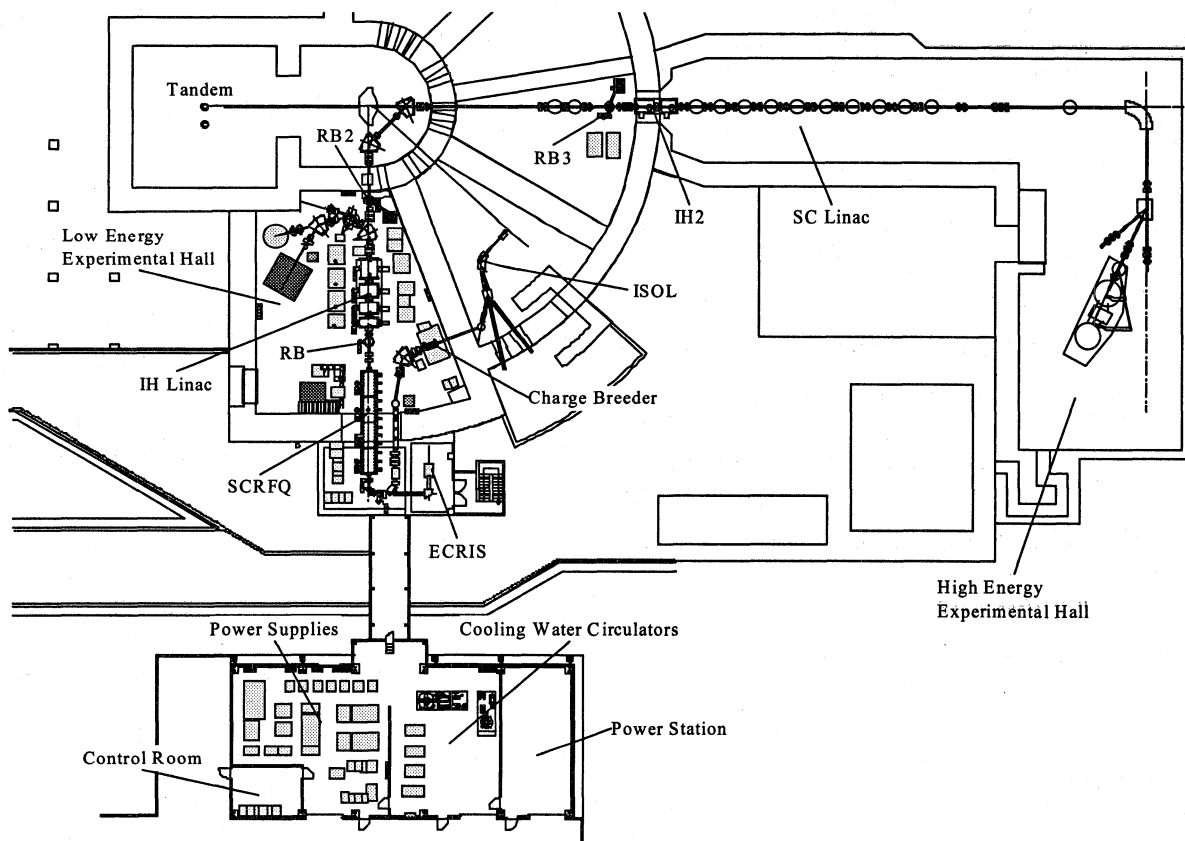 Tandem
RB2
RB3
IH2
SC Linac
Low Energy
Experimental Hall
ISOL
RB
IH Linac
Charge Breeder
SCRFQ
ECRIS
High Energy
Experimental Hall
Power Supplies
Cooling Water Circulators
Power Station
Control Room